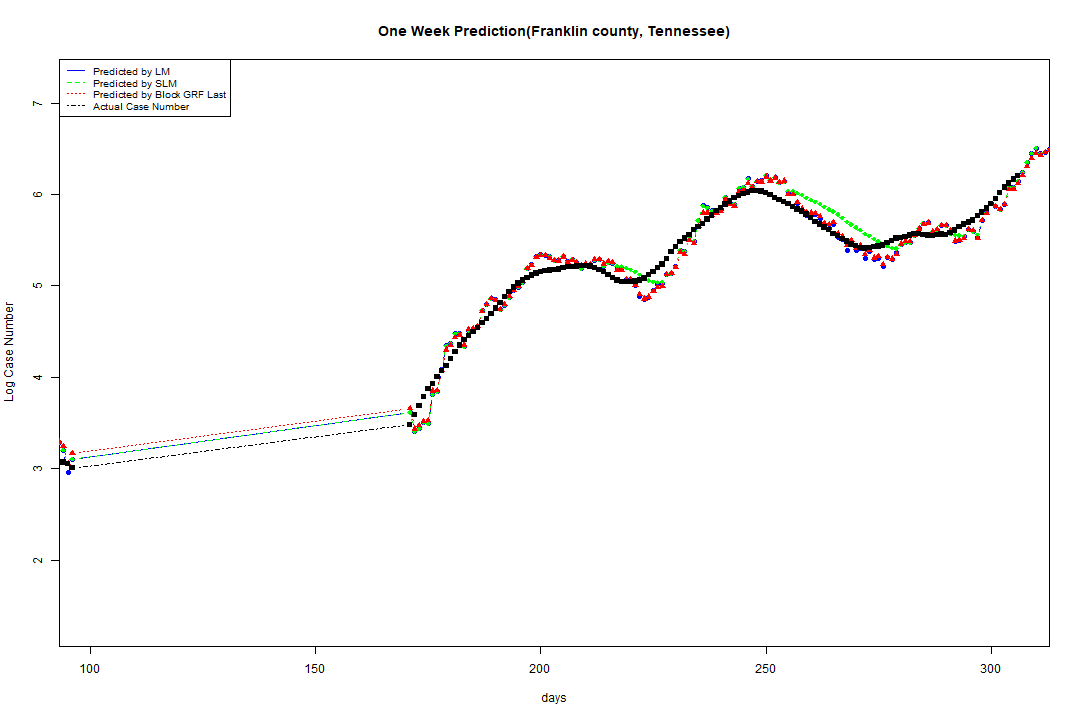 One Week Prediction(Franklin county, Tennessee)
Predicted by LM
Predicted by SLM
Predicted by Block GRF Last
Actual Case Number
7
6
5
4
3
2
Log Case Number
100 150 200 250 300
days